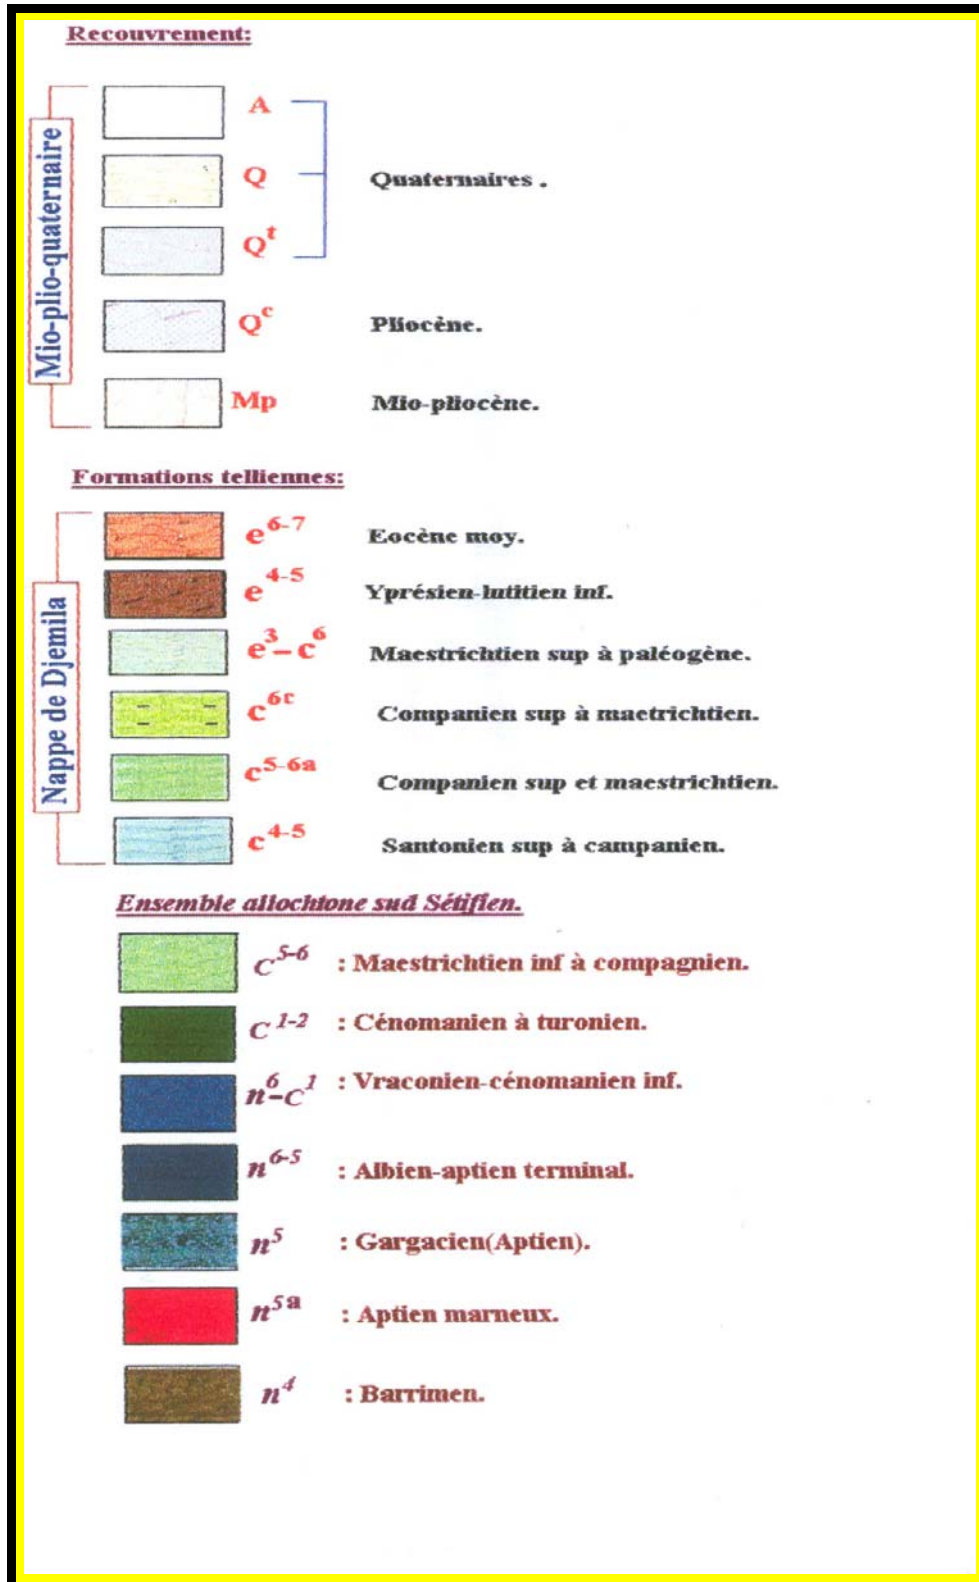 Recouvrement:
Mio-plio-quaternaire
A
Q
Quaternaires .
Qᵗ
Qᶜ Pliocène.
Mp Mio-pliocène.
Formations telliennes:
Nappe de Djemila
e⁶⁻⁷ Eocène moy.
e⁴⁻⁵ Yprésien-lutitien inf.
e³–c⁶ Maestrichtien sup à paléogène.
c⁶ᶜ Companien sup à maetrichtien.
c⁵⁻⁶ᵃ Companien sup et maestrichtien.
c⁴⁻⁵ Santonien sup à campanien.
Ensemble allochtone sud Sétifien.
C⁵⁻⁶ : Maestrichtien inf à compagnien.
C¹⁻² : Cénomanien à turonien.
n⁶–C¹ : Vraconien-cénomanien inf.
n⁶⁻⁵ : Albien-aptien terminal.
n⁵ : Gargacien(Aptien).
n⁵ᵃ : Aptien marneux.
n⁴ : Barrimen.